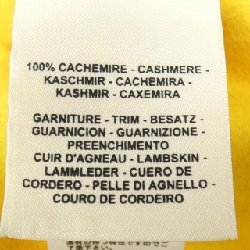 100% CACHEMIRE - CASHMERE -
KASCHMIR - CACHEMIRA -
KASHMIR - CAXEMIRA
GARNITURE - TRIM - BESATZ -
GUARNICION - GUARNIZIONE -
PREENCHIMENTO
CUIR D'AGNEAU - LAMBSKIN -
LAMMLEDER - CUERO DE
CORDERO - PELLE DI AGNELLO -
COURO DE CORDEIRO